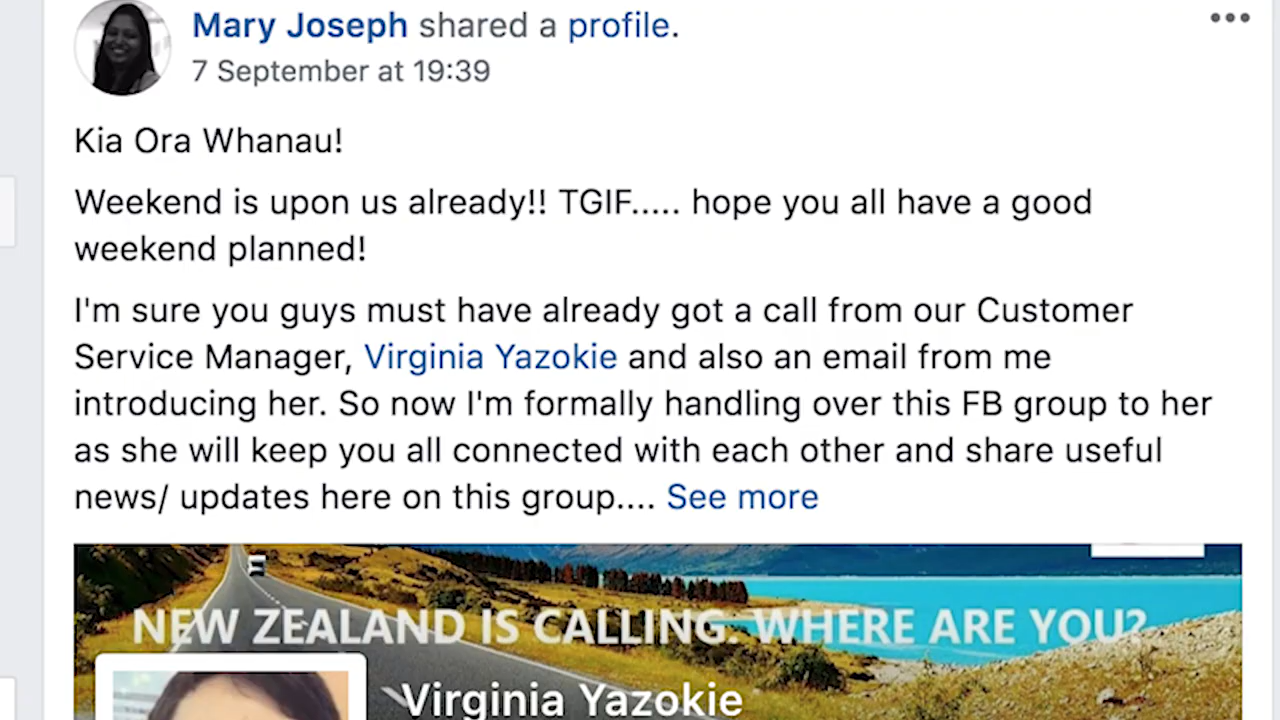 Mary Joseph shared a profile.
7 September at 19:39
Kia Ora Whanau!
Weekend is upon us already!! TGIF..... hope you all have a good
weekend planned!
I'm sure you guys must have already got a call from our Customer
Service Manager, Virginia Yazokie and also an email from me
introducing her. So now I'm formally handling over this FB group to her
as she will keep you all connected with each other and share useful
news/ updates here on this group.... See more
NEW ZEALAND IS CALLING. WHERE ARE YOU?
Virginia Yazokie